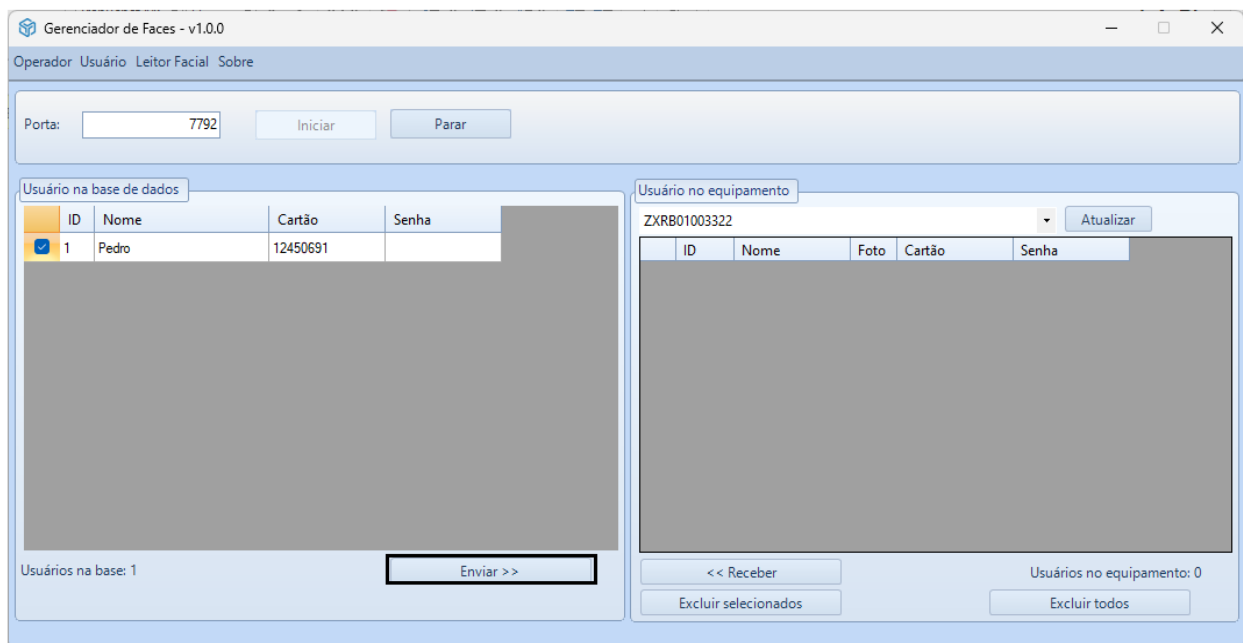 Gerenciador de Faces - v1.0.0
Operador Usuário Leitor Facial Sobre
Porta: 7792 Iniciar Parar
Usuário na base de dados
ID Nome Cartão Senha
1 Pedro 12450691
Usuários na base: 1 Enviar >>
Usuário no equipamento
ZXRB01003322 Atualizar
ID Nome Foto Cartão Senha
<< Receber Usuários no equipamento: 0
Excluir selecionados Excluir todos